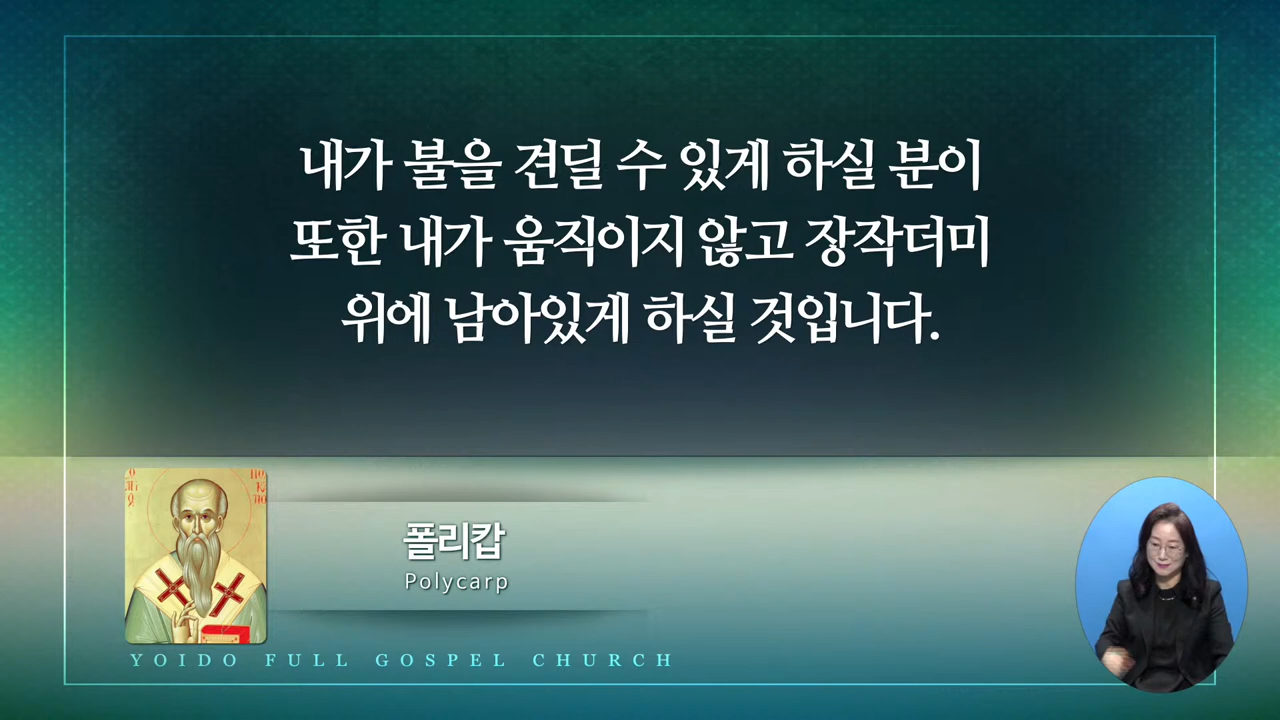 내가 불을 견딜 수 있게 하실 분이
또한 내가 움직이지 않고 장작더미
위에 남아있게 하실 것입니다.
폴리캅
Polycarp
YOIDO FULL GOSPEL CHURCH